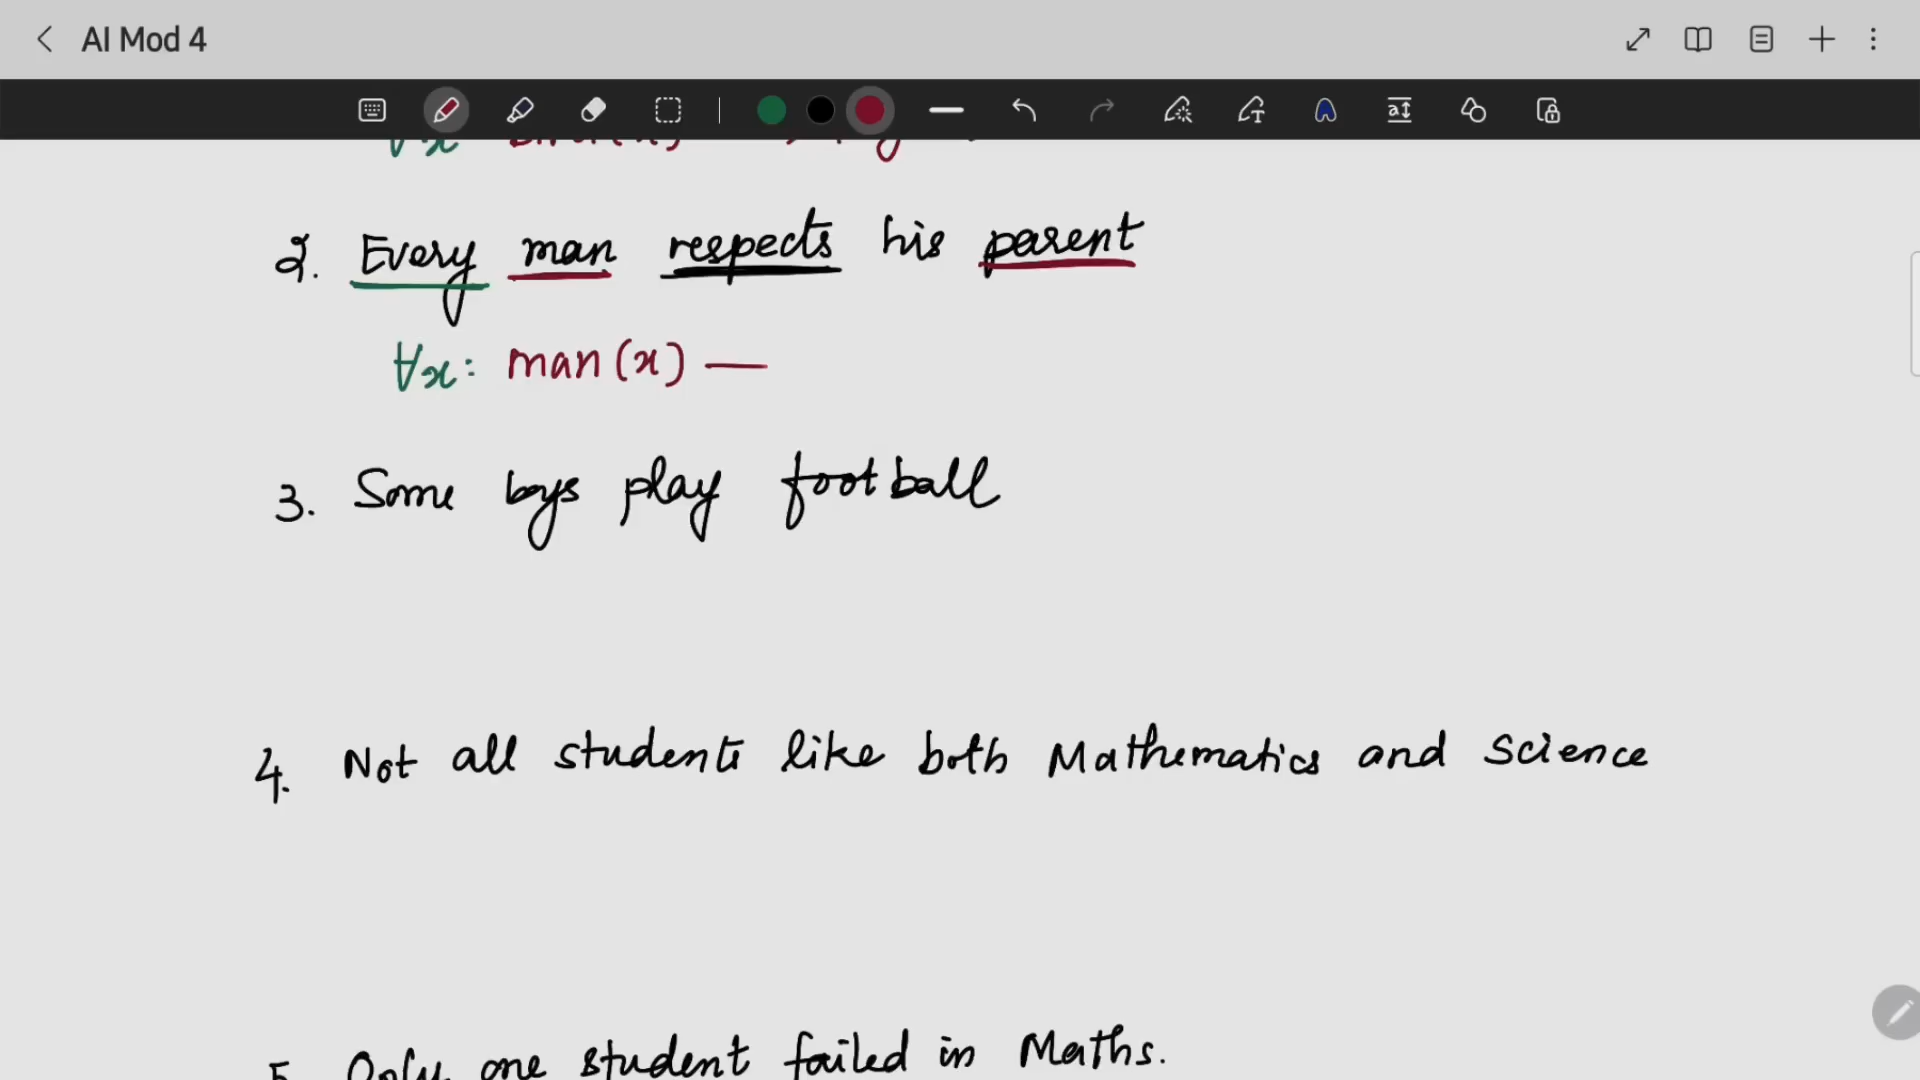 AI Mod 4
2. Every man respects his parent
∀x: man(x) —
3. Some boys play football
4. Not all students like both Mathematics and Science
5. Only one student failed in Maths.